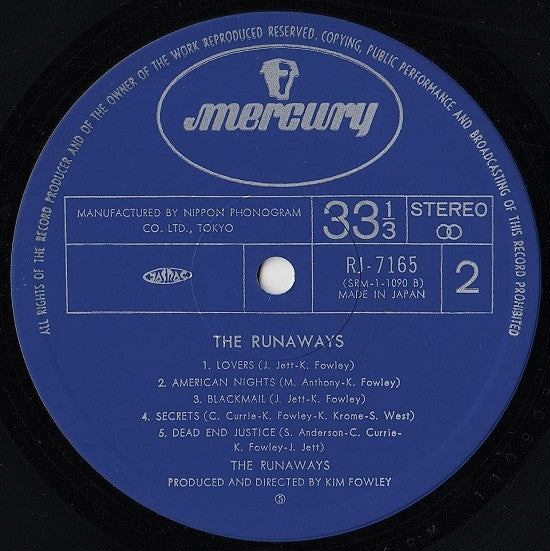 ALL RIGHTS OF THE RECORD PRODUCER AND OF THE OWNER OF THE WORK REPRODUCED RESERVED, COPYING, PUBLIC PERFORMANCE AND BROADCASTING OF THIS RECORD PROHIBITED
mercury
MANUFACTURED BY NIPPON PHONOGRAM
CO. LTD., TOKYO
33 1/3
STEREO
RJ-7165
(SRM-1-1090 B)
MADE IN JAPAN
2
THE RUNAWAYS
1. LOVERS (J. Jett-K. Fowley)
2. AMERICAN NIGHTS (M. Anthony-K. Fowley)
3. BLACKMAIL (J. Jett-K. Fowley)
4. SECRETS (C. Currie-K. Fowley-K. Krome-S. West)
5. DEAD END JUSTICE (S. Anderson-C. Currie-
K. Fowley-J. Jett)
THE RUNAWAYS
PRODUCED AND DIRECTED BY KIM FOWLEY
⑤